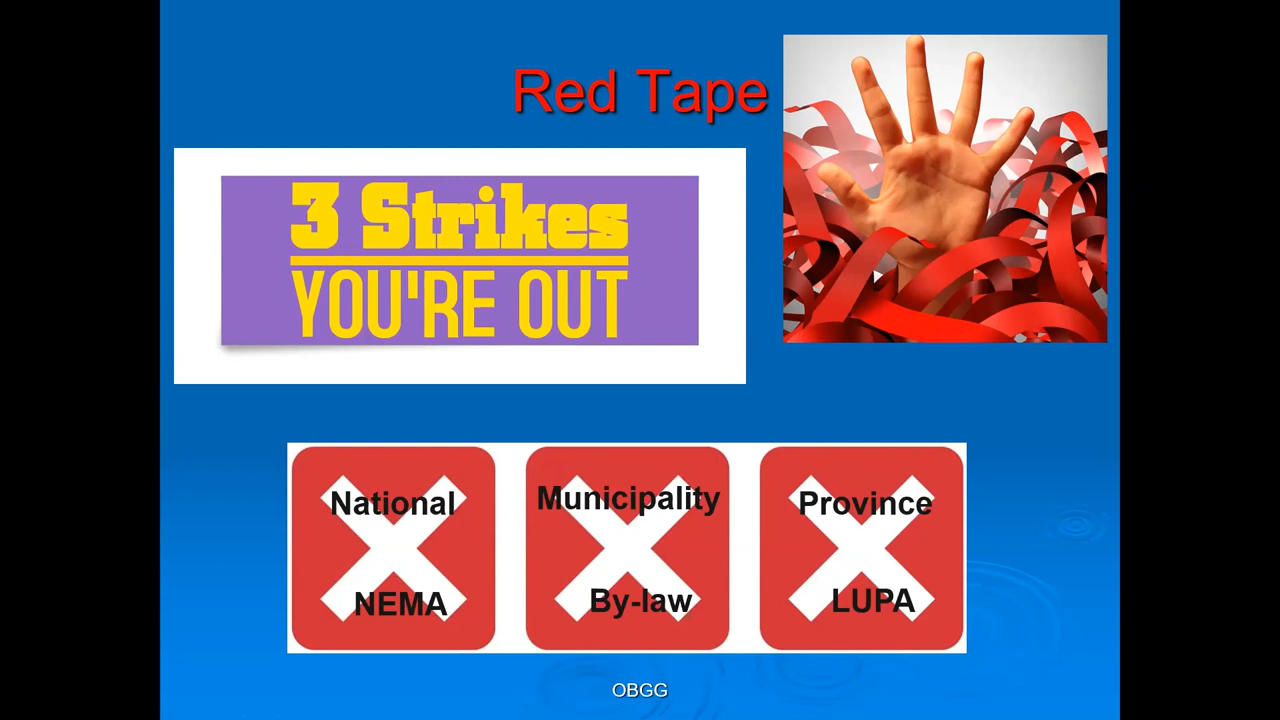 Red Tape
3 Strikes
YOU'RE OUT
National
NEMA
Municipality
By-law
Province
LUPA
OBGG